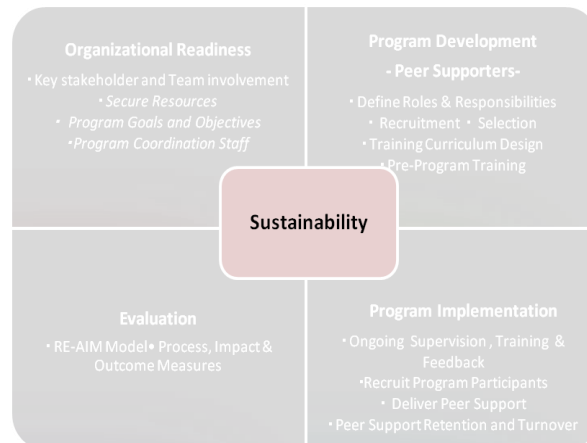 Organizational Readiness
• Key stakeholder and Team involvement
• Secure Resources
• Program Goals and Objectives
•Program Coordination Staff
Program Development
- Peer Supporters-
• Define Roles & Responsibilities
• Recruitment • Selection
• Training Curriculum Design
•Pre-Program Training
Sustainability
Evaluation
• RE-AIM Model• Process, Impact &
Outcome Measures
Program Implementation
• Ongoing Supervision , Training &
Feedback
•Recruit Program Participants
• Deliver Peer Support
• Peer Support Retention and Turnover